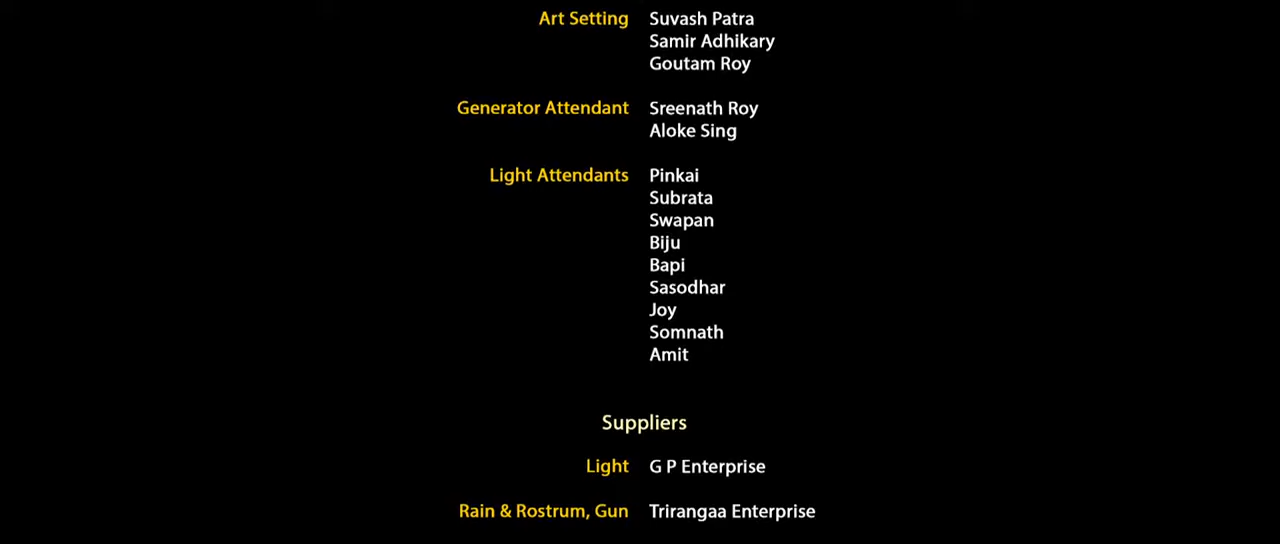 Art Setting Suvash Patra
Samir Adhikary
Goutam Roy
Generator Attendant Sreenath Roy
Aloke Sing
Light Attendants Pinkai
Subrata
Swapan
Biju
Bapi
Sasodhar
Joy
Somnath
Amit
Suppliers
Light G P Enterprise
Rain & Rostrum, Gun Trirangaa Enterprise